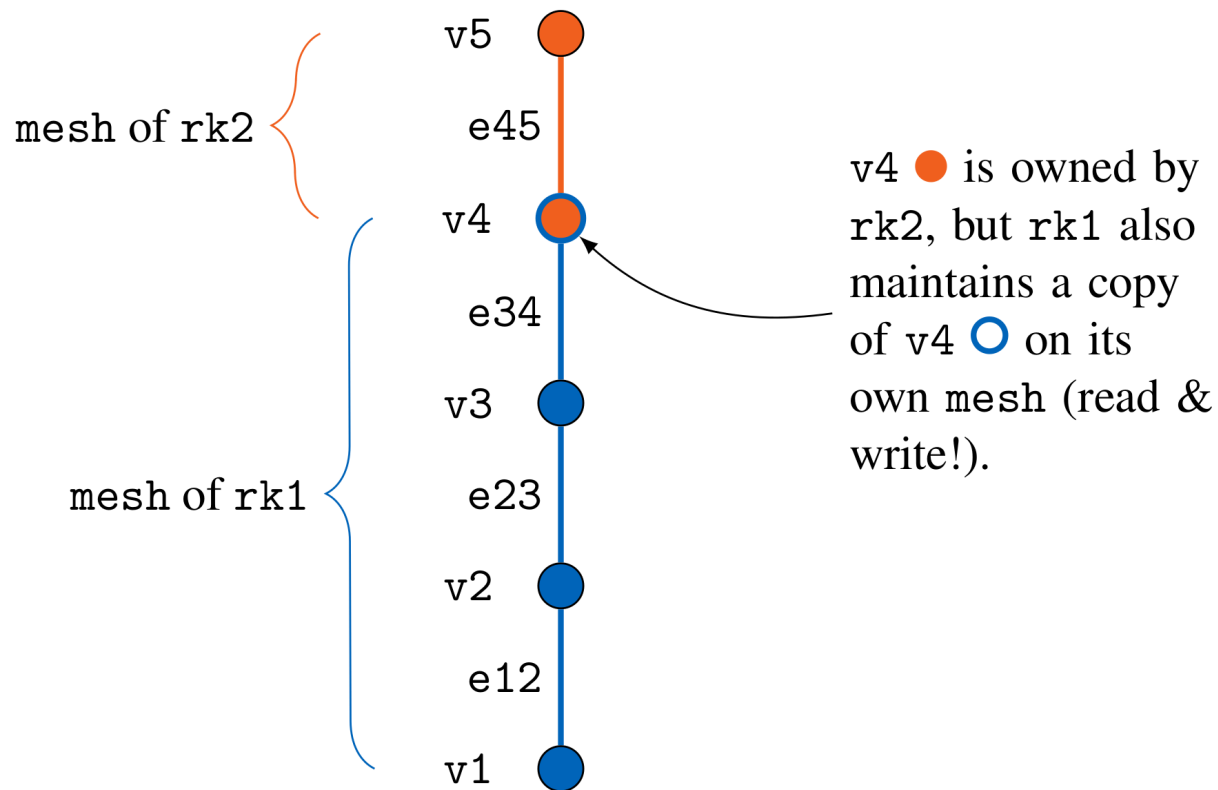 v5
e45
mesh of rk2
v4
e34
v3
e23
mesh of rk1
v2
e12
v1
v4 is owned by
rk2, but rk1 also
maintains a copy
of v4 on its
own mesh (read &
write!).